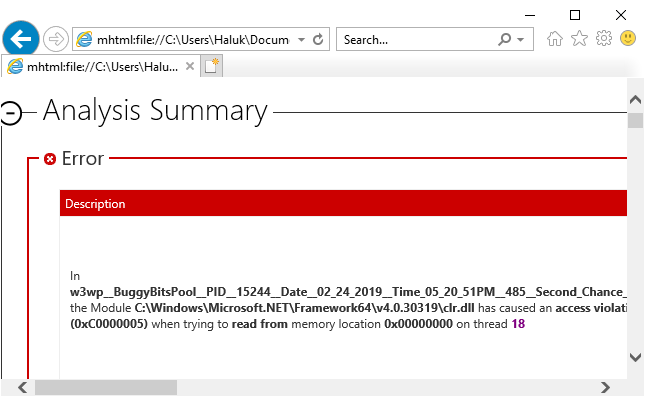 mhtml:file://C:\Users\Haluk\Docum
Search...
mhtml:file://C:/Users/Halu...
Analysis Summary
Error
Description
In
w3wp__BuggyBitsPool__PID__15244__Date__02_24_2019__Time_05_20_51PM__485__Second_Chance_
the Module C:\Windows\Microsoft.NET\Framework64\v4.0.30319\clr.dll has caused an access violati
(0xC0000005) when trying to read from memory location 0x00000000 on thread 18